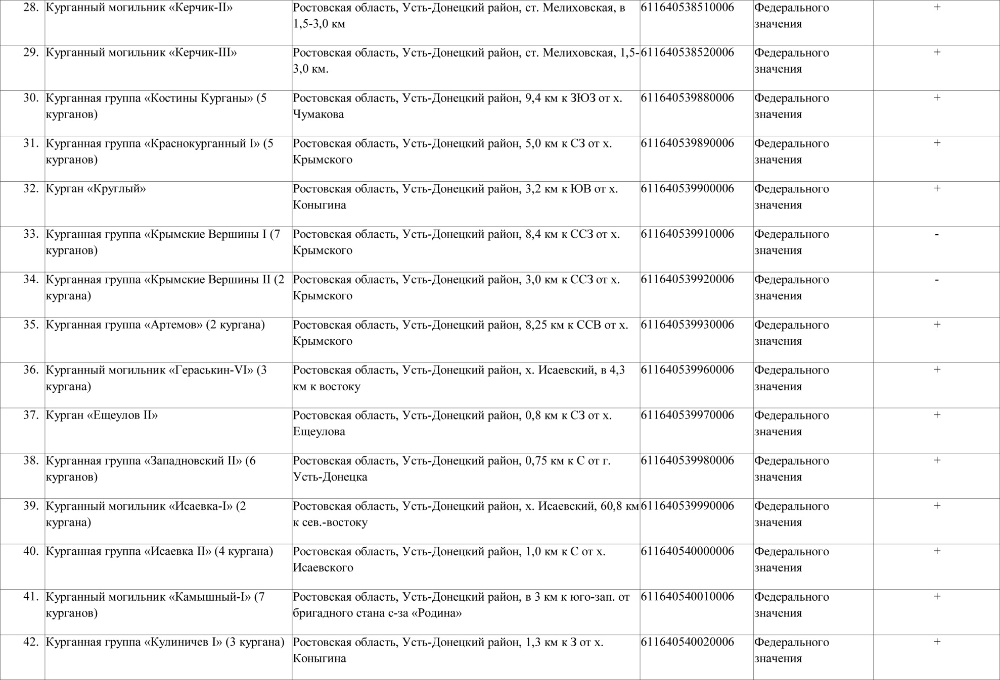 28. Курганный могильник «Керчик-II» Ростовская область, Усть-Донецкий район, ст. Мелиховская, в 611640538510006 Федерального +
1,5-3,0 км значения
29. Курганный могильник «Керчик-III» Ростовская область, Усть-Донецкий район, ст. Мелиховская, 1,5- 611640538520006 Федерального +
3,0 км. значения
30. Курганная группа «Костины Курганы» (5 Ростовская область, Усть-Донецкий район, 9,4 км к ЗЮЗ от х. 611640539880006 Федерального +
курганов) Чумакова значения
31. Курганная группа «Краснокурганный I» (5 Ростовская область, Усть-Донецкий район, 5,0 км к СЗ от х. 611640539890006 Федерального +
курганов) Крымского значения
32. Курган «Круглый» Ростовская область, Усть-Донецкий район, 3,2 км к ЮВ от х. 611640539900006 Федерального +
Коныгина значения
33. Курганная группа «Крымские Вершины I (7 Ростовская область, Усть-Донецкий район, 8,4 км к ССЗ от х. 611640539910006 Федерального -
курганов) Крымского значения
34. Курганная группа «Крымские Вершины II (2 Ростовская область, Усть-Донецкий район, 3,0 км к ССЗ от х. 611640539920006 Федерального -
кургана) Крымского значения
35. Курганная группа «Артемов» (2 кургана) Ростовская область, Усть-Донецкий район, 8,25 км к ССВ от х. 611640539930006 Федерального +
Крымского значения
36. Курганный могильник «Гераськин-VI» (3 Ростовская область, Усть-Донецкий район, х. Исаевский, в 4,3 611640539960006 Федерального +
кургана) км к востоку значения
37. Курган «Ещеулов II» Ростовская область, Усть-Донецкий район, 0,8 км к СЗ от х. 611640539970006 Федерального +
Ещеулова значения
38. Курганная группа «Западновский II» (6 Ростовская область, Усть-Донецкий район, 0,75 км к С от г. 611640539980006 Федерального +
курганов) Усть-Донецка значения
39. Курганный могильник «Исаевка-I» (2 Ростовская область, Усть-Донецкий район, х. Исаевский, 60,8 км 611640539990006 Федерального +
кургана) к сев.-востоку значения
40. Курганная группа «Исаевка II» (4 кургана) Ростовская область, Усть-Донецкий район, 1,0 км к С от х. 611640540000006 Федерального +
Исаевского значения
41. Курганный могильник «Камышный-I» (7 Ростовская область, Усть-Донецкий район, в 3 км к юго-зап. от 611640540010006 Федерального +
курганов) бригадного стана с-за «Родина» значения
42. Курганная группа «Кулиничев I» (3 кургана) Ростовская область, Усть-Донецкий район, 1,3 км к З от х. 611640540020006 Федерального +
Коныгина значения